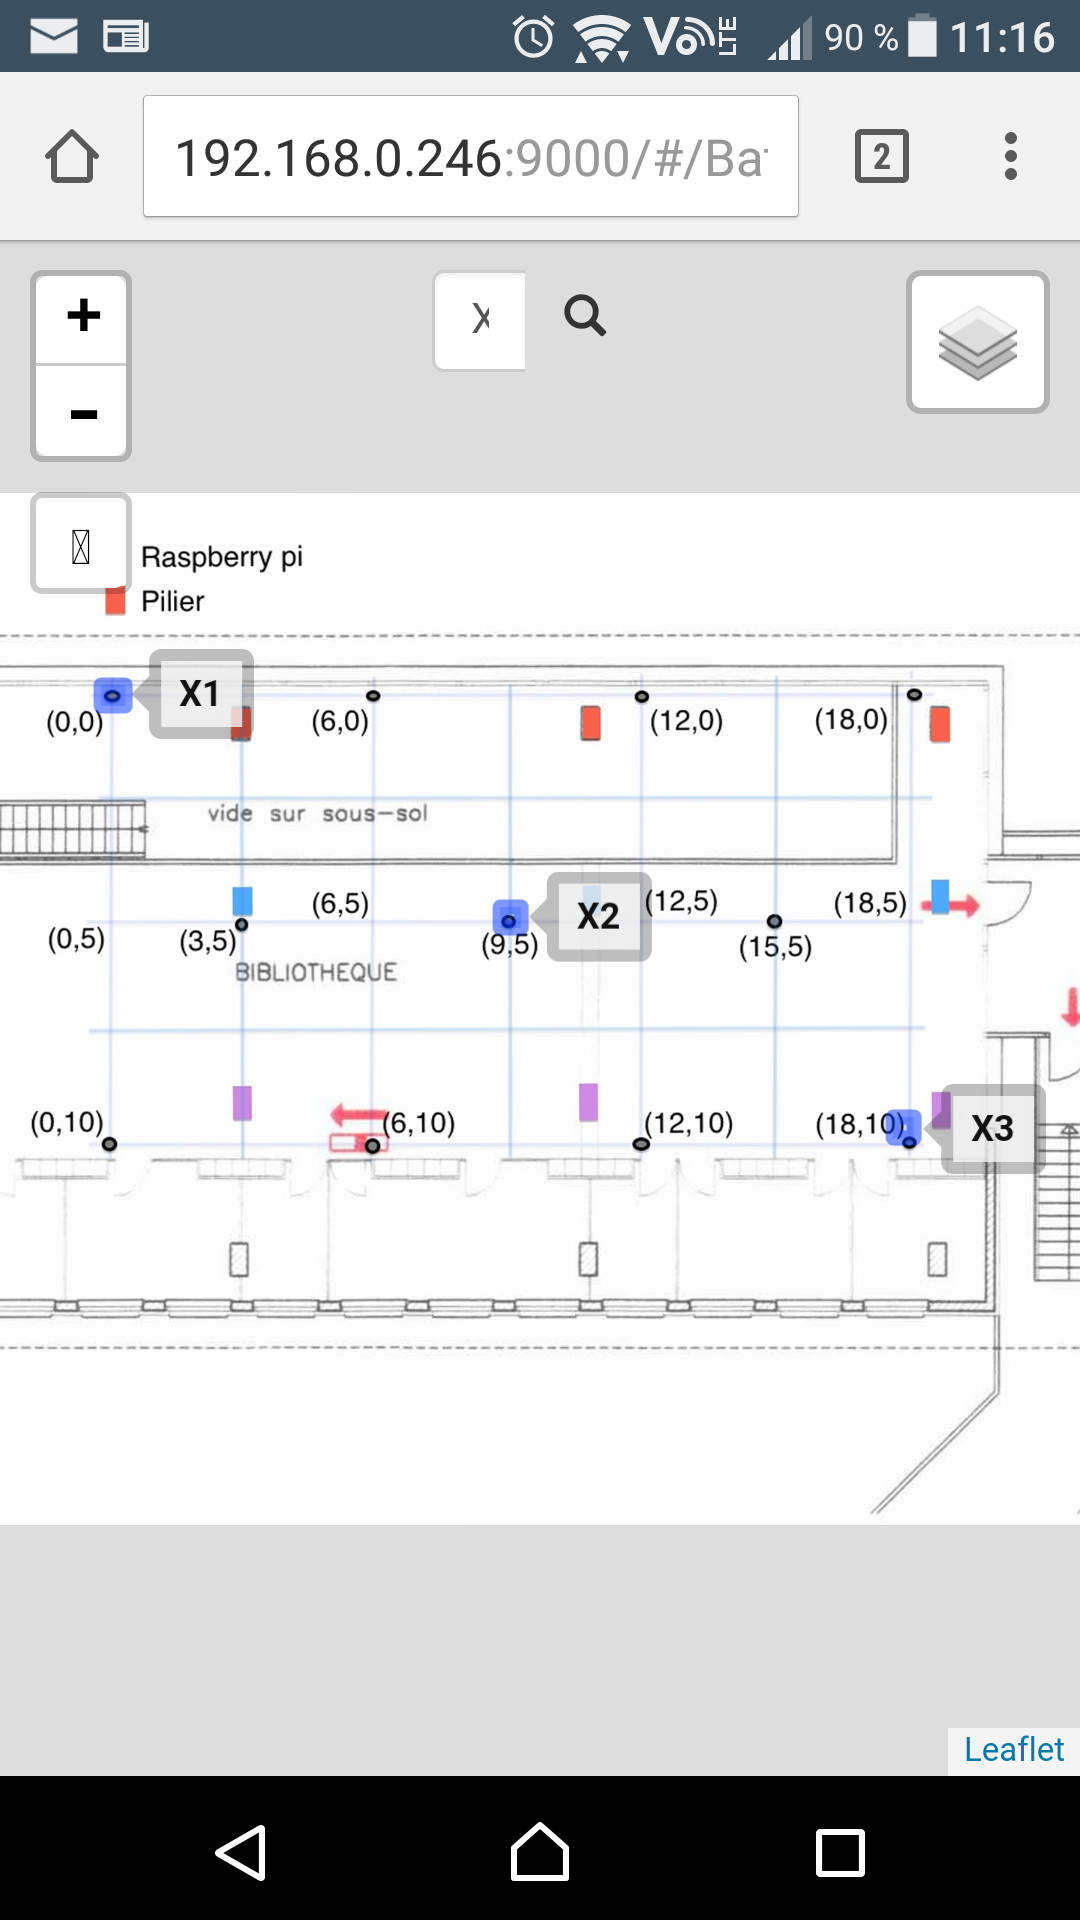 VoLTE 90 % 11:16
192.168.0.246:9000/#/Ba
2
+
X
-
Raspberry pi
Pilier
X1
(0,0) (6,0) (12,0) (18,0)
vide sur sous-sol
(6,5) X2 (12,5) (18,5)
(0,5) (3,5) (9,5) (15,5)
BIBLIOTHEQUE
(0,10) (6,10) (12,10) (18,10) X3
Leaflet